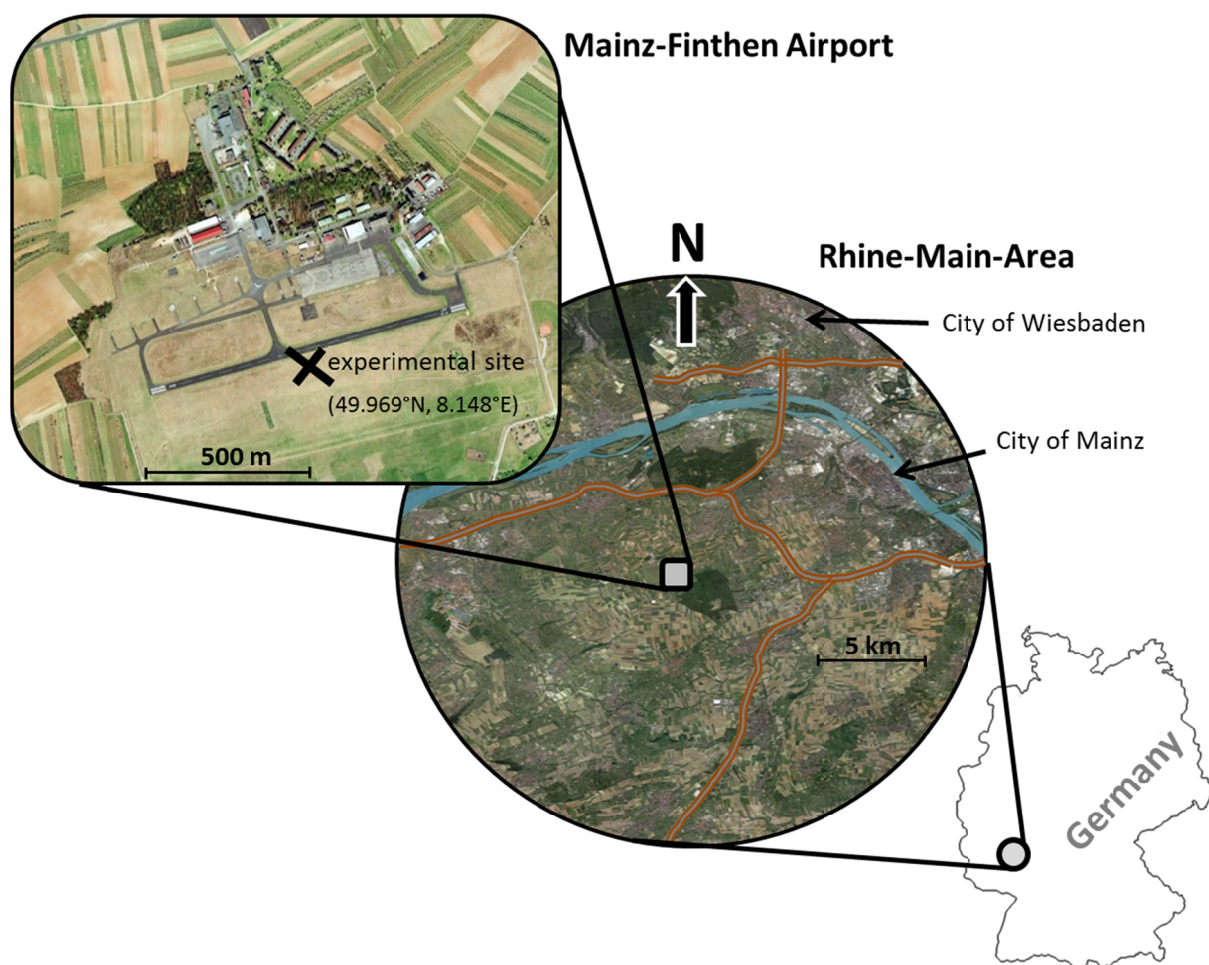 Mainz-Finthen Airport
N
Rhine-Main-Area
City of Wiesbaden
experimental site
(49.969°N, 8.148°E)
City of Mainz
500 m
5 km
Germany